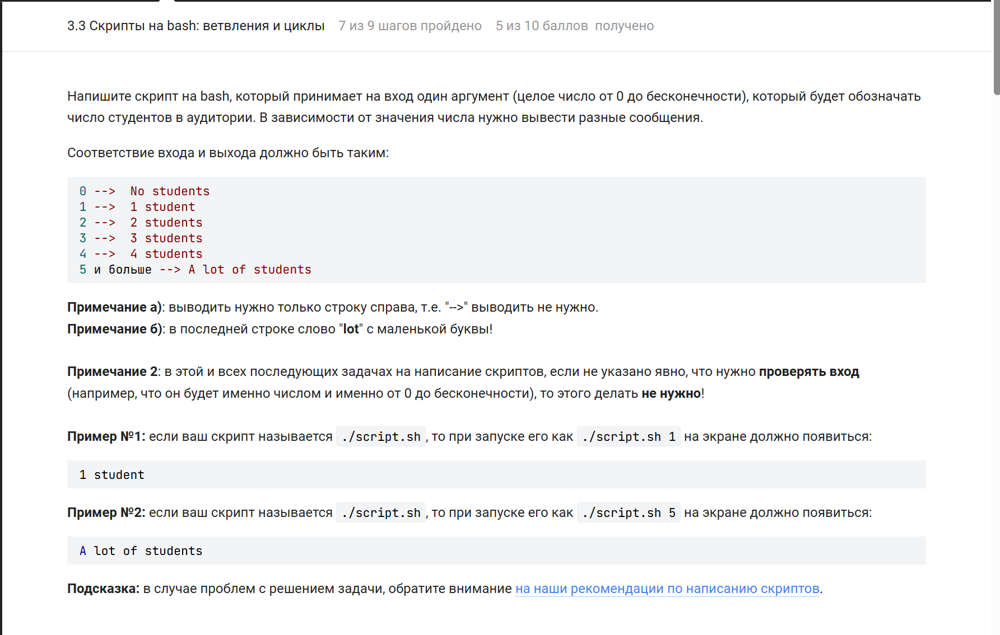 3.3 Скрипты на bash: ветвления и циклы 7 из 9 шагов пройдено 5 из 10 баллов получено
Напишите скрипт на bash, который принимает на вход один аргумент (целое число от 0 до бесконечности), который будет обозначать
число студентов в аудитории. В зависимости от значения числа нужно вывести разные сообщения.
Соответствие входа и выхода должно быть таким:
0 -->  No students
1 -->  1 student
2 -->  2 students
3 -->  3 students
4 -->  4 students
5 и больше --> A lot of students
Примечание а): выводить нужно только строку справа, т.е. "-->" выводить не нужно.
Примечание б): в последней строке слово "lot" с маленькой буквы!
Примечание 2: в этой и всех последующих задачах на написание скриптов, если не указано явно, что нужно проверять вход
(например, что он будет именно числом и именно от 0 до бесконечности), то этого делать не нужно!
Пример №1: если ваш скрипт называется ./script.sh, то при запуске его как ./script.sh 1 на экране должно появиться:
1 student
Пример №2: если ваш скрипт называется ./script.sh, то при запуске его как ./script.sh 5 на экране должно появиться:
A lot of students
Подсказка: в случае проблем с решением задачи, обратите внимание на наши рекомендации по написанию скриптов.